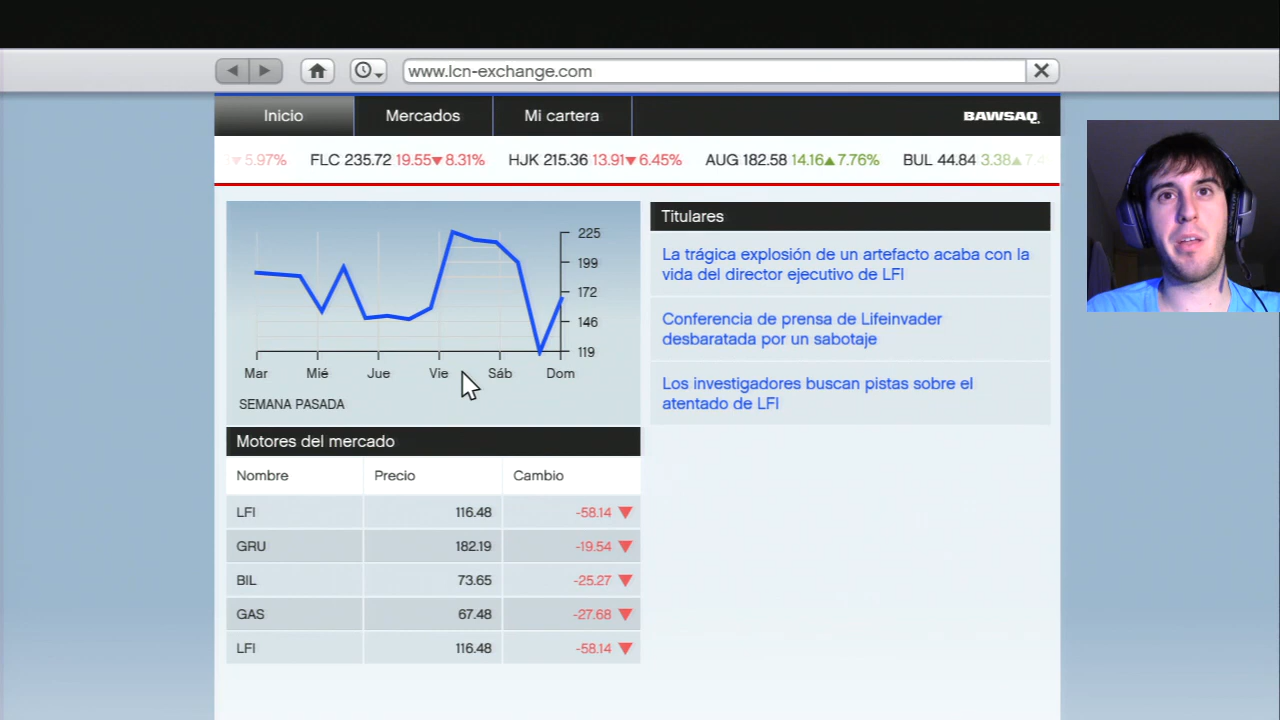 www.lcn-exchange.com
Inicio Mercados Mi cartera BAWSAQ
5.97% FLC 235.72 19.55▼8.31% HJK 215.36 13.91▼6.45% AUG 182.58 14.16▲7.76% BUL 44.84 3.38▲7.4
225
199
172
146
119
Mar Mié Jue Vie Sáb Dom
SEMANA PASADA
Motores del mercado
Nombre Precio Cambio
LFI 116.48 -58.14 ▼
GRU 182.19 -19.54 ▼
BIL 73.65 -25.27 ▼
GAS 67.48 -27.68 ▼
LFI 116.48 -58.14 ▼
Titulares
La trágica explosión de un artefacto acaba con la
vida del director ejecutivo de LFI
Conferencia de prensa de Lifeinvader
desbaratada por un sabotaje
Los investigadores buscan pistas sobre el
atentado de LFI